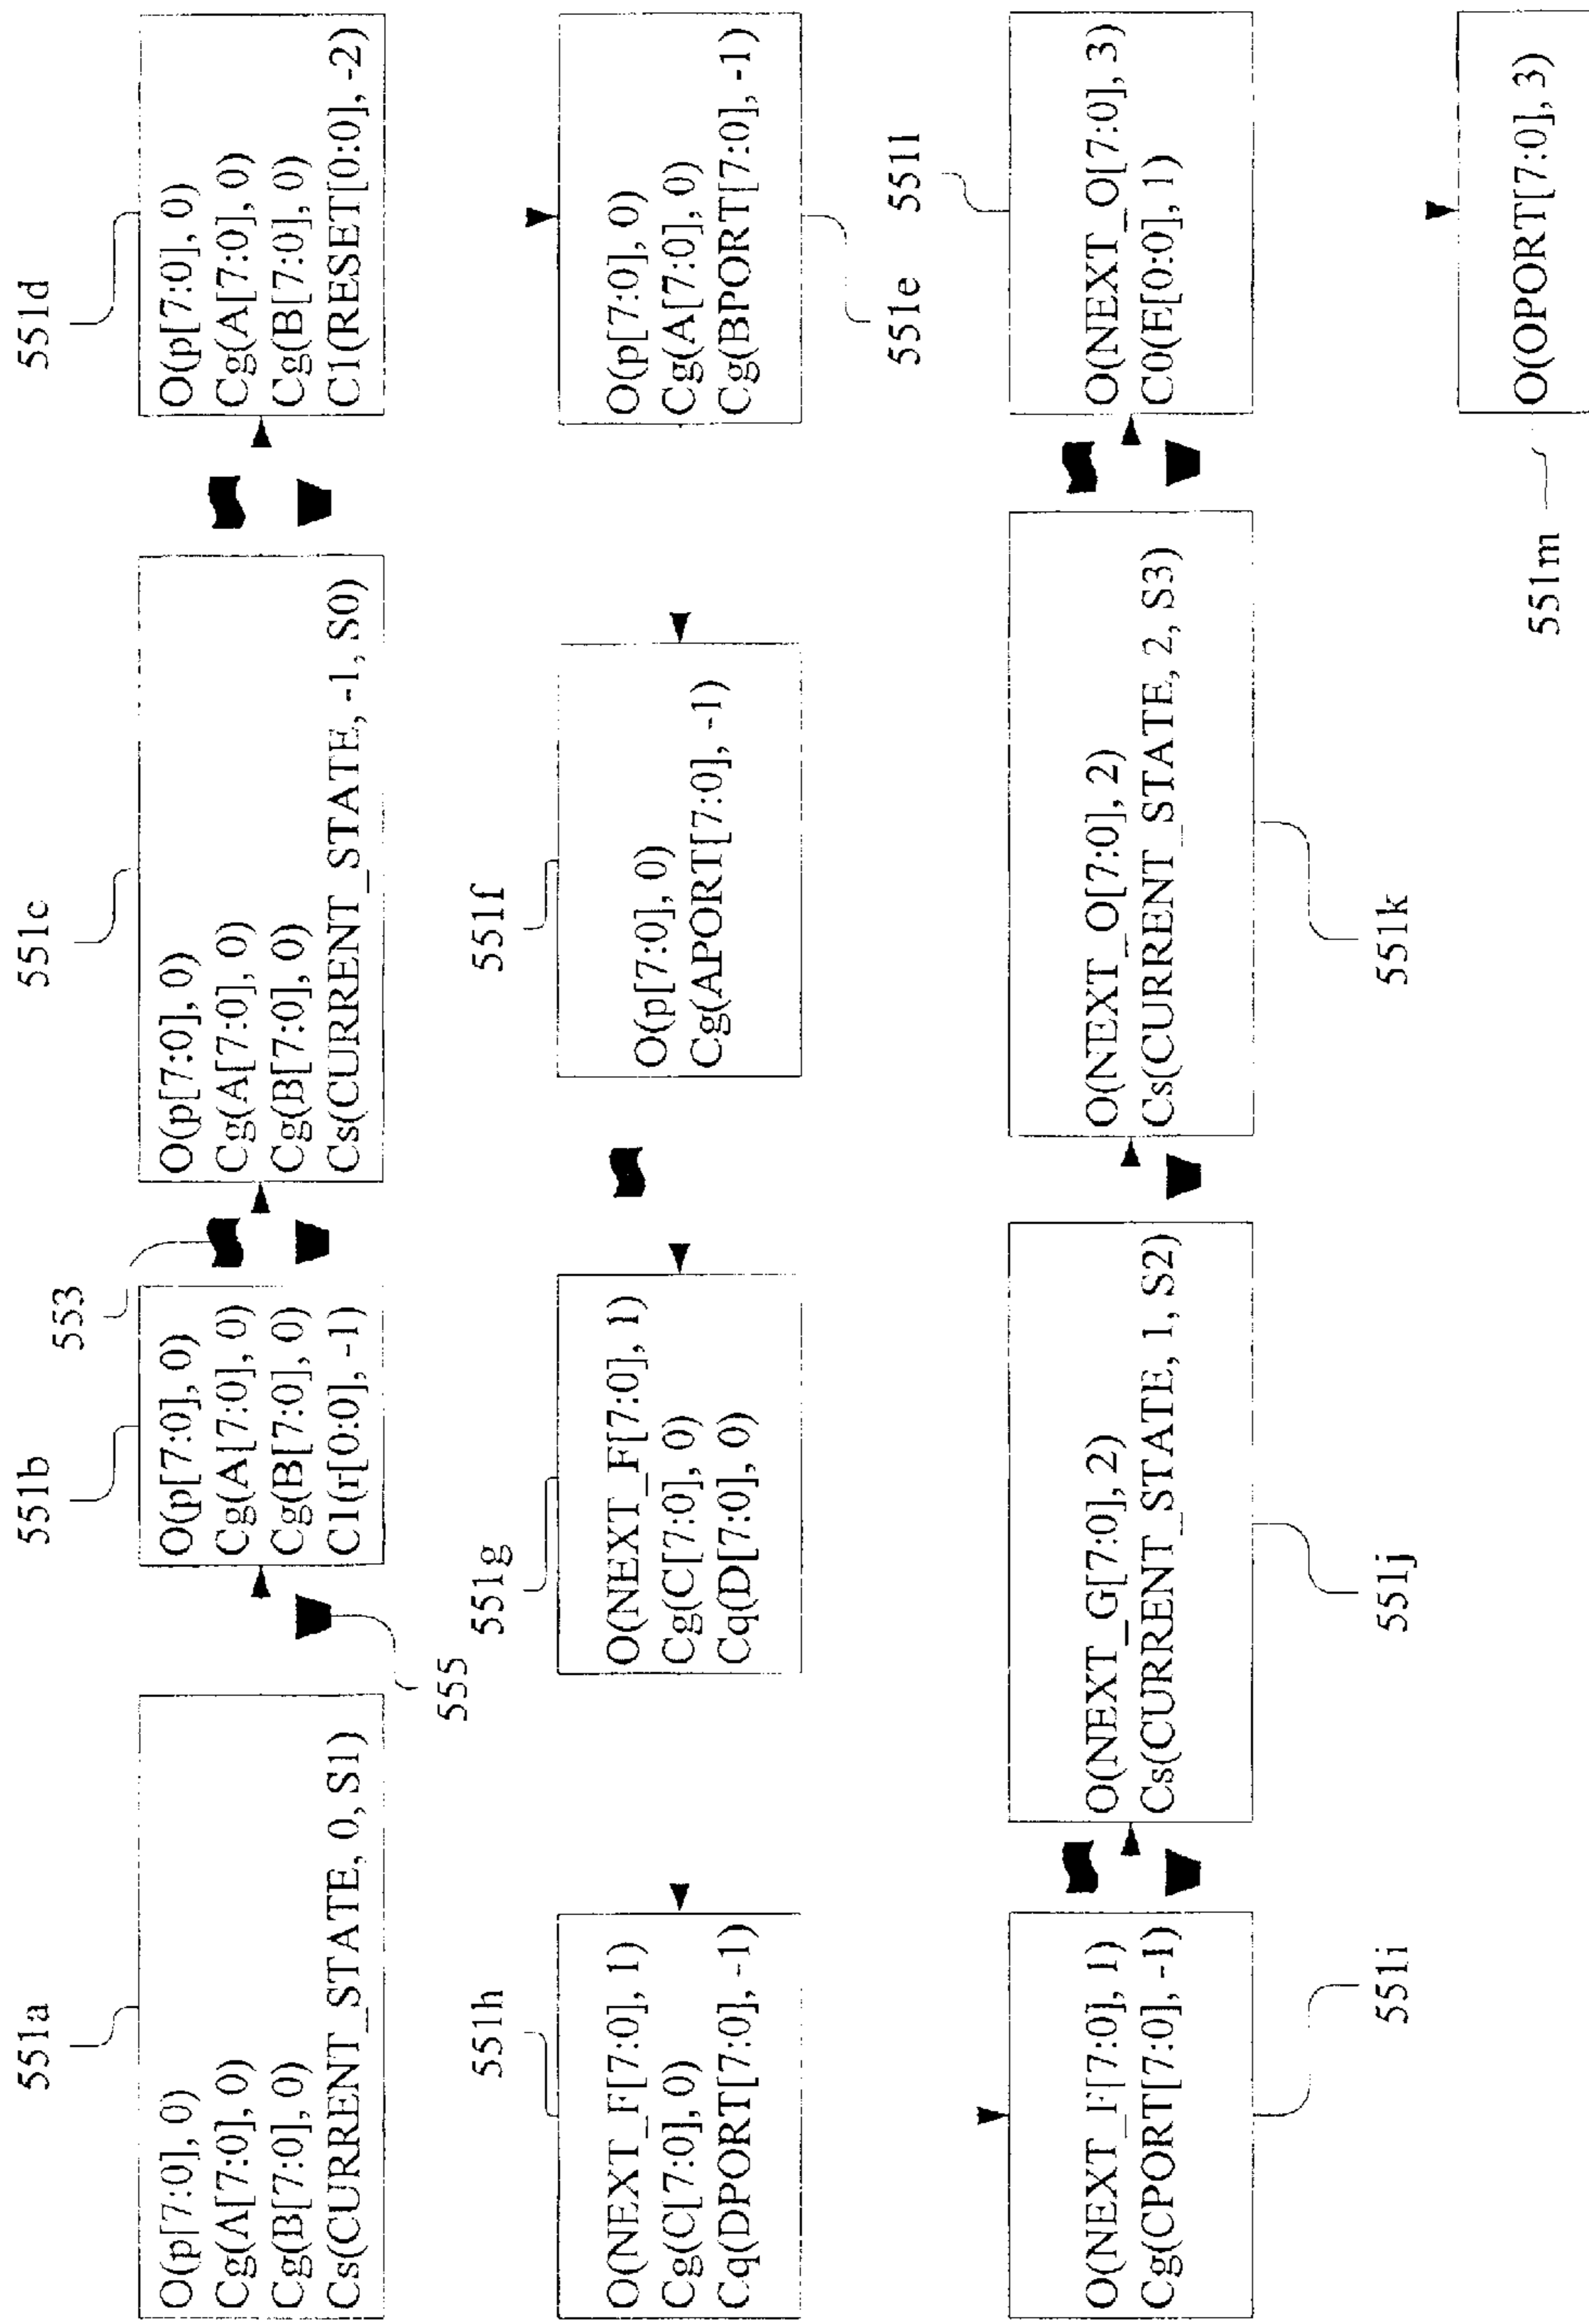 551a
O(p[7:0], 0)
Cg(A[7:0], 0)
Cg(B[7:0], 0)
Cs(CURRENT_STATE, 0, S1)
555
551b
O(p[7:0], 0)
Cg(A[7:0], 0)
Cg(B[7:0], 0)
C1(r[0:0], -1)
553
551c
O(p[7:0], 0)
Cg(A[7:0], 0)
Cg(B[7:0], 0)
Cs(CURRENT_STATE, -1, S0)
551d
O(p[7:0], 0)
Cg(A[7:0], 0)
Cg(B[7:0], 0)
C1(RESET[0:0], -2)
551h
O(NEXT_F[7:0], 1)
Cg(C[7:0], 0)
Cq(DPORT[7:0], -1)
551g
O(NEXT_F[7:0], 1)
Cg(C[7:0], 0)
Cq(D[7:0], 0)
551f
O(p[7:0], 0)
Cg(APORT[7:0], -1)
O(p[7:0], 0)
Cg(A[7:0], 0)
Cg(BPORT[7:0], -1)
551e
O(NEXT_F[7:0], 1)
Cg(CPORT[7:0], -1)
551i
O(NEXT_G[7:0], 2)
Cs(CURRENT_STATE, 1, S2)
551j
O(NEXT_O[7:0], 2)
Cs(CURRENT_STATE, 2, S3)
551k
551l
O(NEXT_O[7:0], 3)
C0(E[0:0], 1)
O(OPORT[7:0], 3)
551m